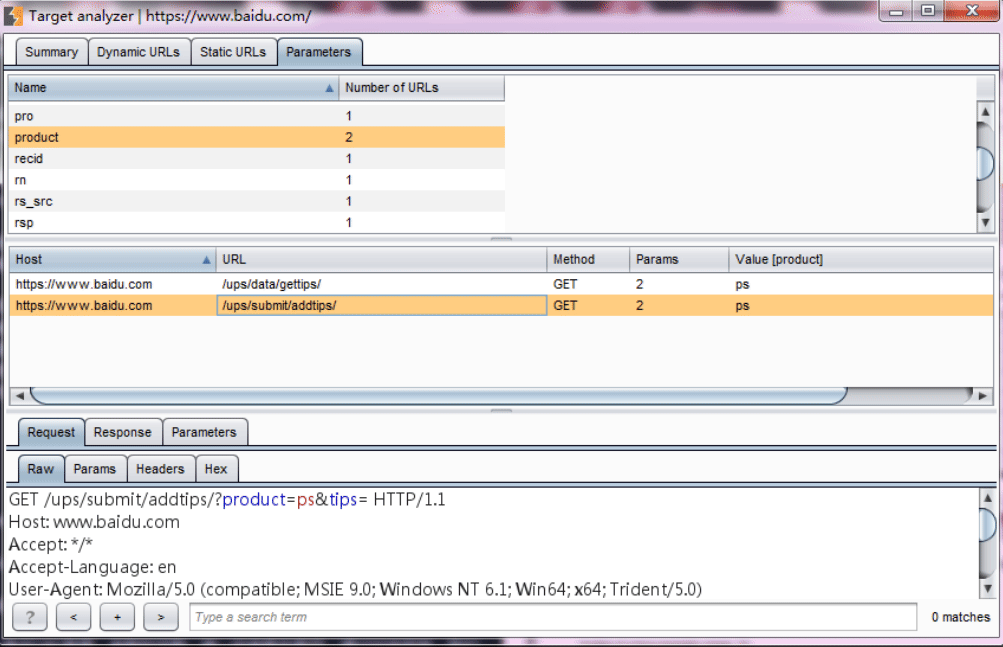 Target analyzer | https://www.baidu.com/
Summary Dynamic URLs Static URLs Parameters
Name Number of URLs
pro 1
product 2
recid 1
rn 1
rs_src 1
rsp 1
Host URL Method Params Value [product]
https://www.baidu.com /ups/data/gettips/ GET 2 ps
https://www.baidu.com /ups/submit/addtips/ GET 2 ps
Request Response Parameters
Raw Params Headers Hex
GET /ups/submit/addtips/?product=ps&tips= HTTP/1.1
Host: www.baidu.com
Accept: */*
Accept-Language: en
User-Agent: Mozilla/5.0 (compatible; MSIE 9.0; Windows NT 6.1; Win64; x64; Trident/5.0)
? < + > Type a search term 0 matches